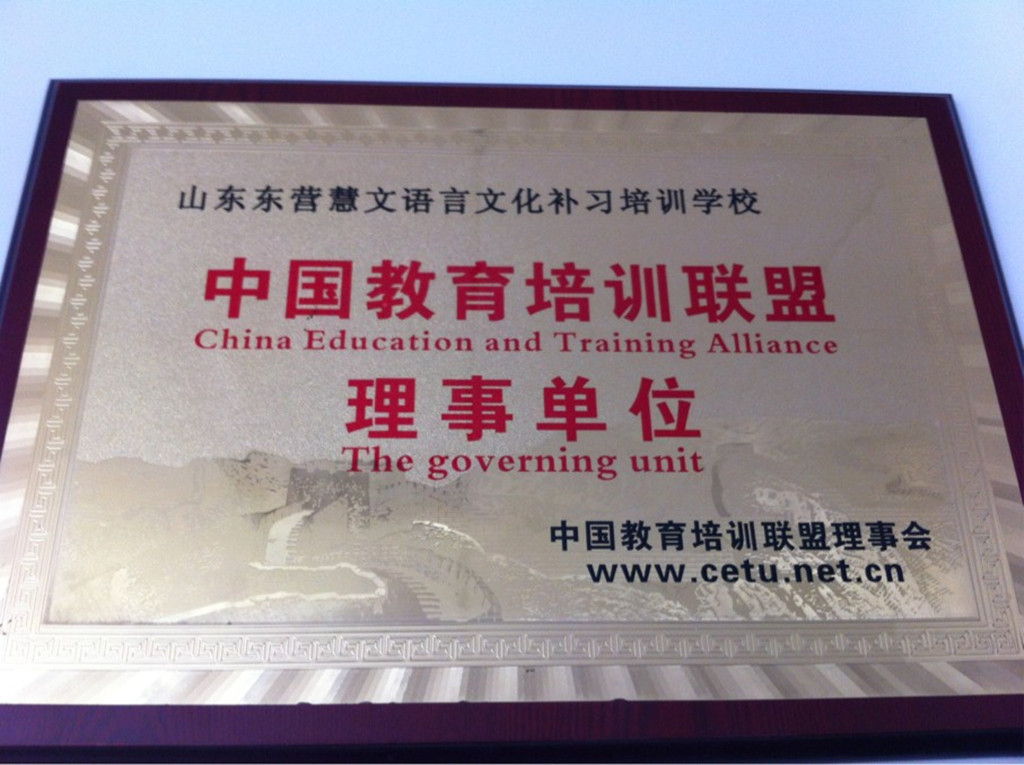 山东东营慧文语言文化补习培训学校
中国教育培训联盟
China Education and Training Alliance
理事单位
The governing unit
中国教育培训联盟理事会
www.cetu.net.cn